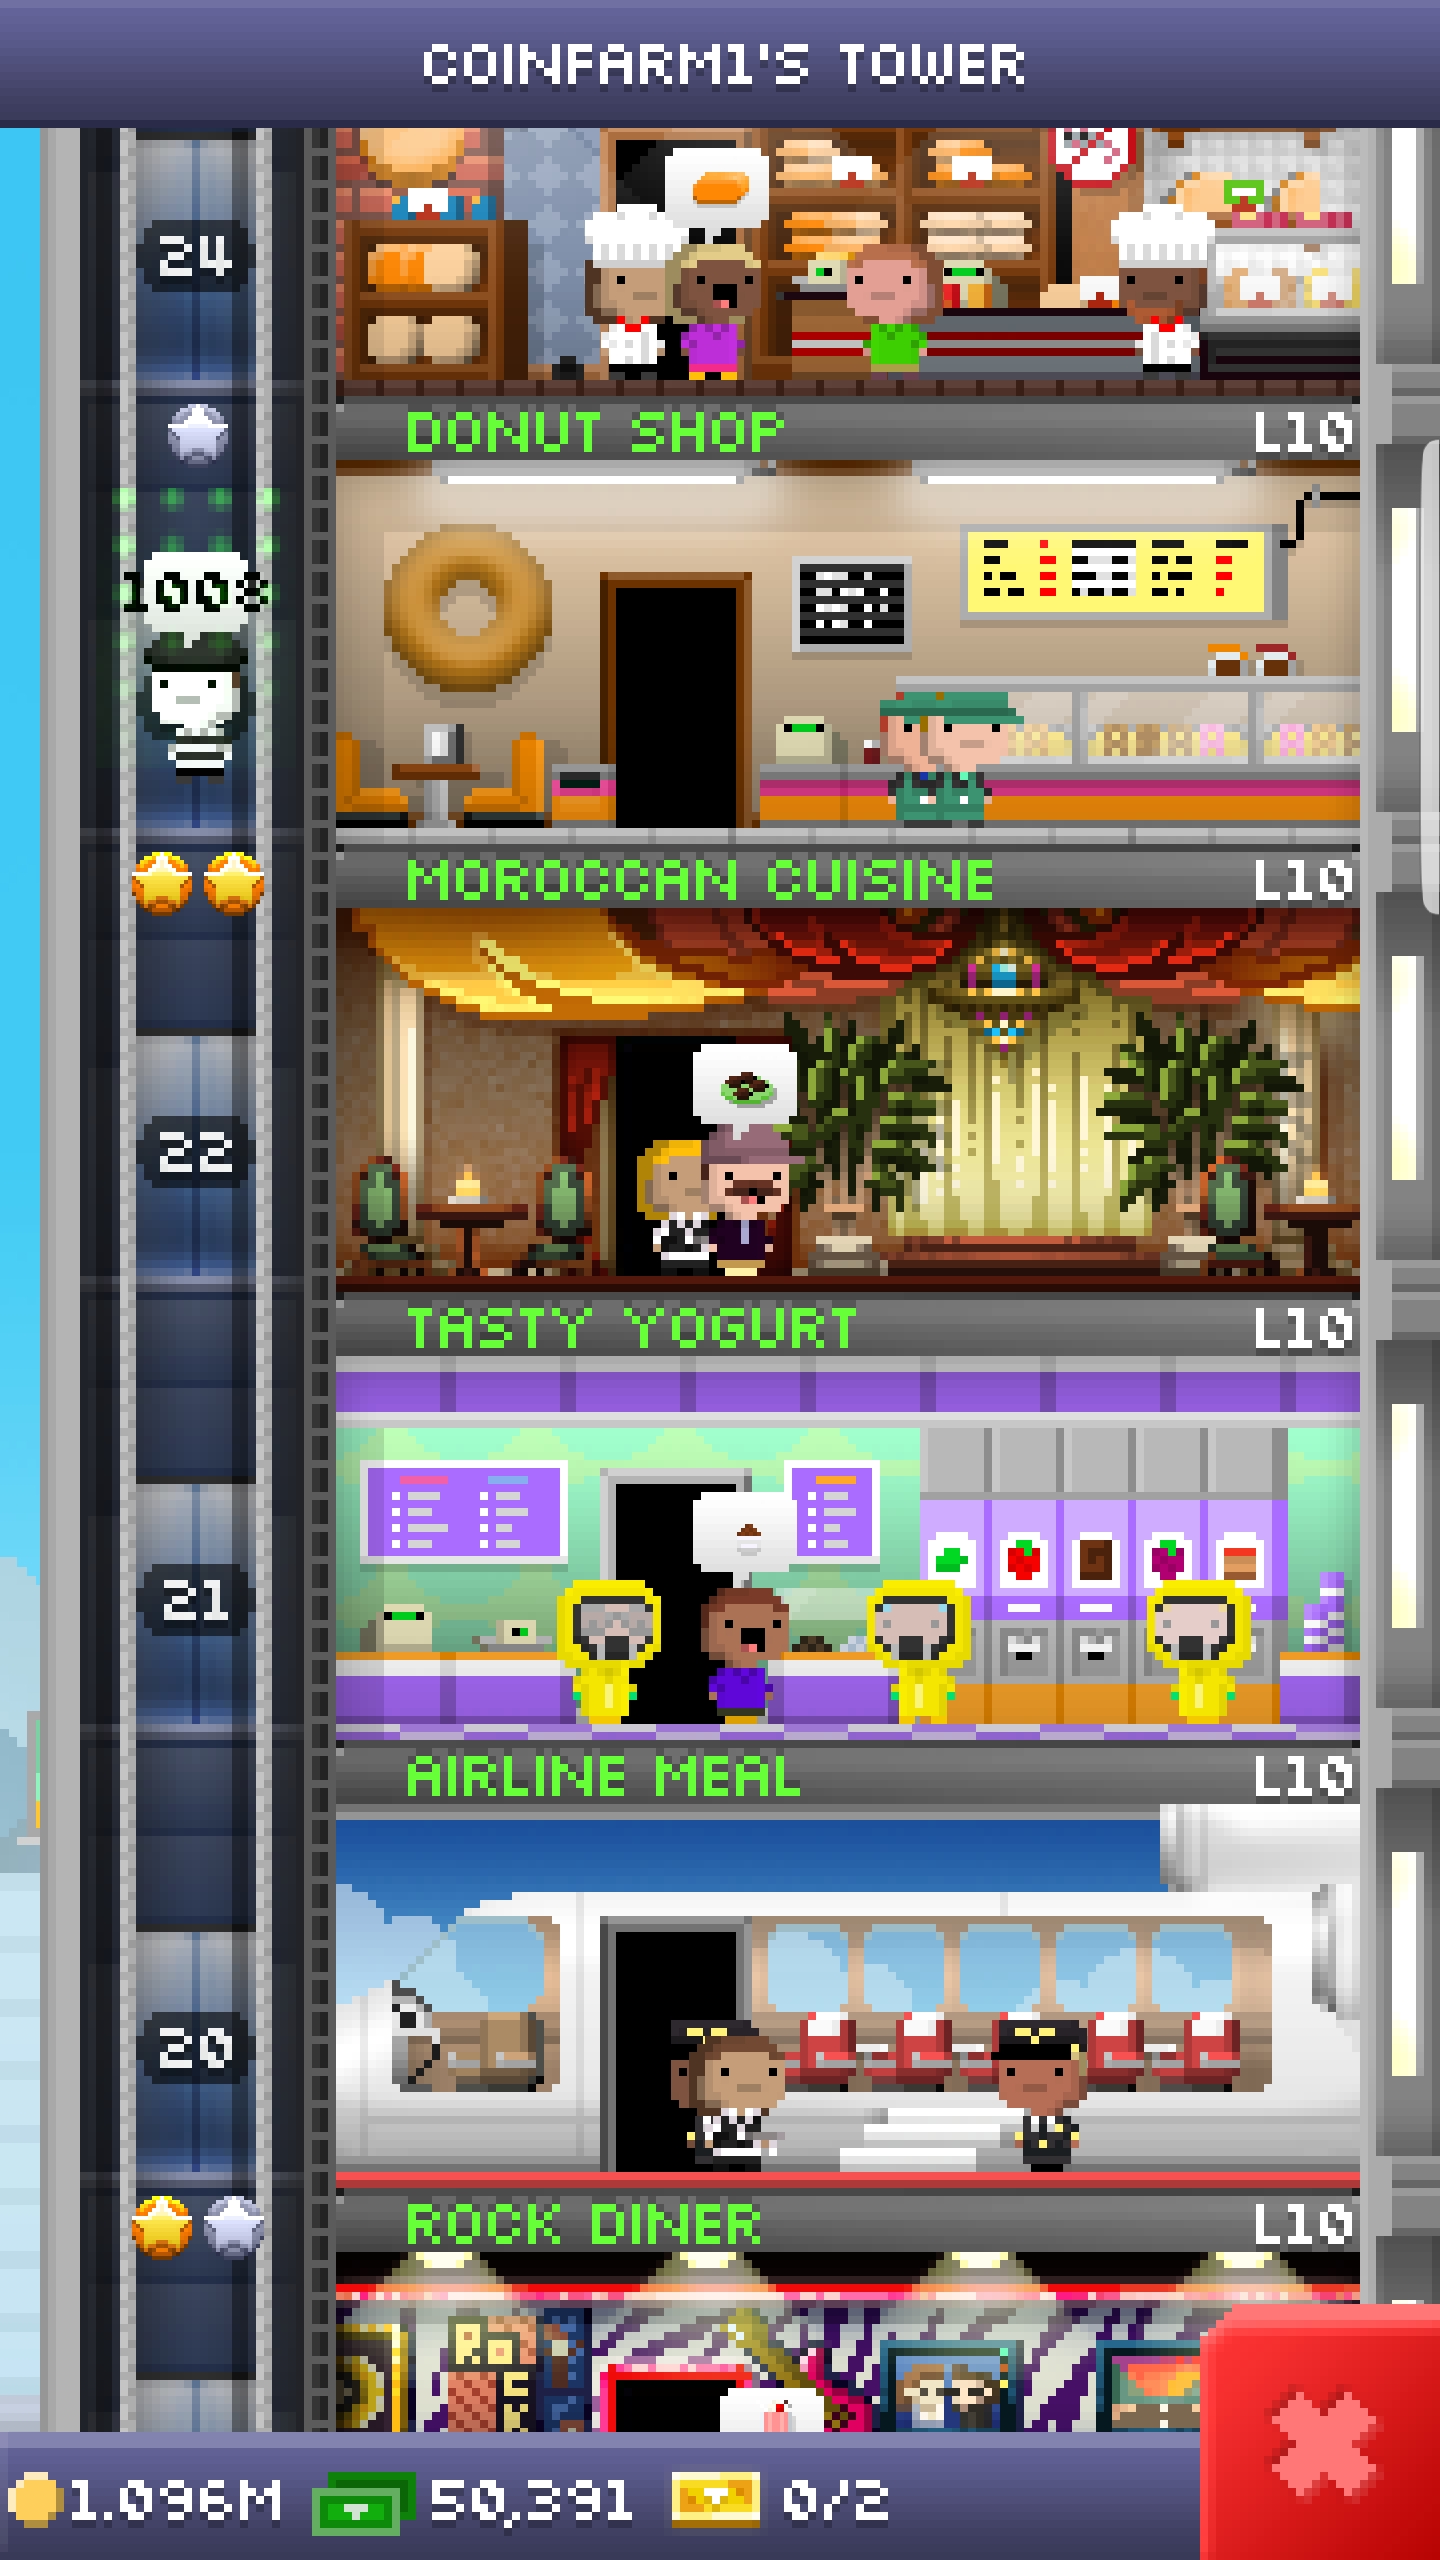 COINFARM1'S TOWER
24
DONUT SHOP L10
1008
MOROCCAN CUISINE L10
22
TASTY YOGURT L10
21
AIRLINE MEAL L10
20
ROCK DINER L10
1.096M 50,391 0/2